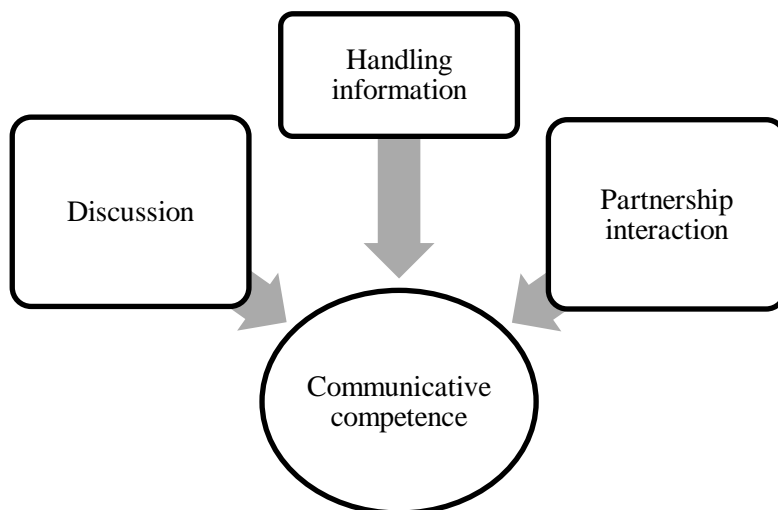 Handling
information
Discussion
Partnership
interaction
Communicative
competence